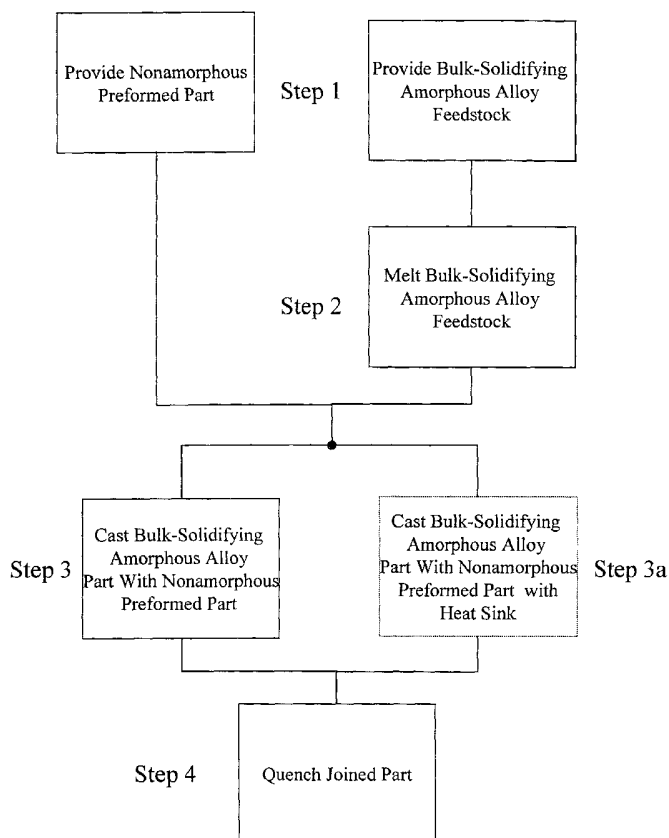 Provide Nonamorphous
Preformed Part
Step 1
Provide Bulk-Solidifying
Amorphous Alloy
Feedstock
Step 2
Melt Bulk-Solidifying
Amorphous Alloy
Feedstock
Step 3
Cast Bulk-Solidifying
Amorphous Alloy
Part With Nonamorphous
Preformed Part
Cast Bulk-Solidifying
Amorphous Alloy
Part With Nonamorphous
Preformed Part with
Heat Sink
Step 3a
Step 4
Quench Joined Part